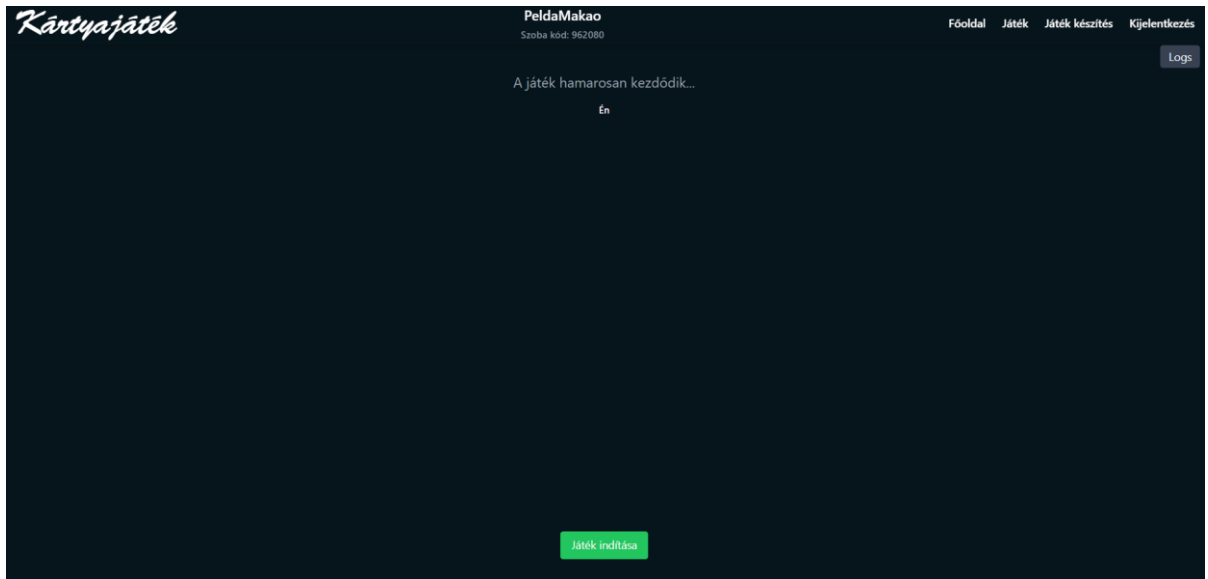 Kártyajáték
PeldaMakao
Szoba kód: 962080
Főoldal Játék Játék készítés Kijelentkezés
Logs
A játék hamarosan kezdődik...
Én
Játék indítása